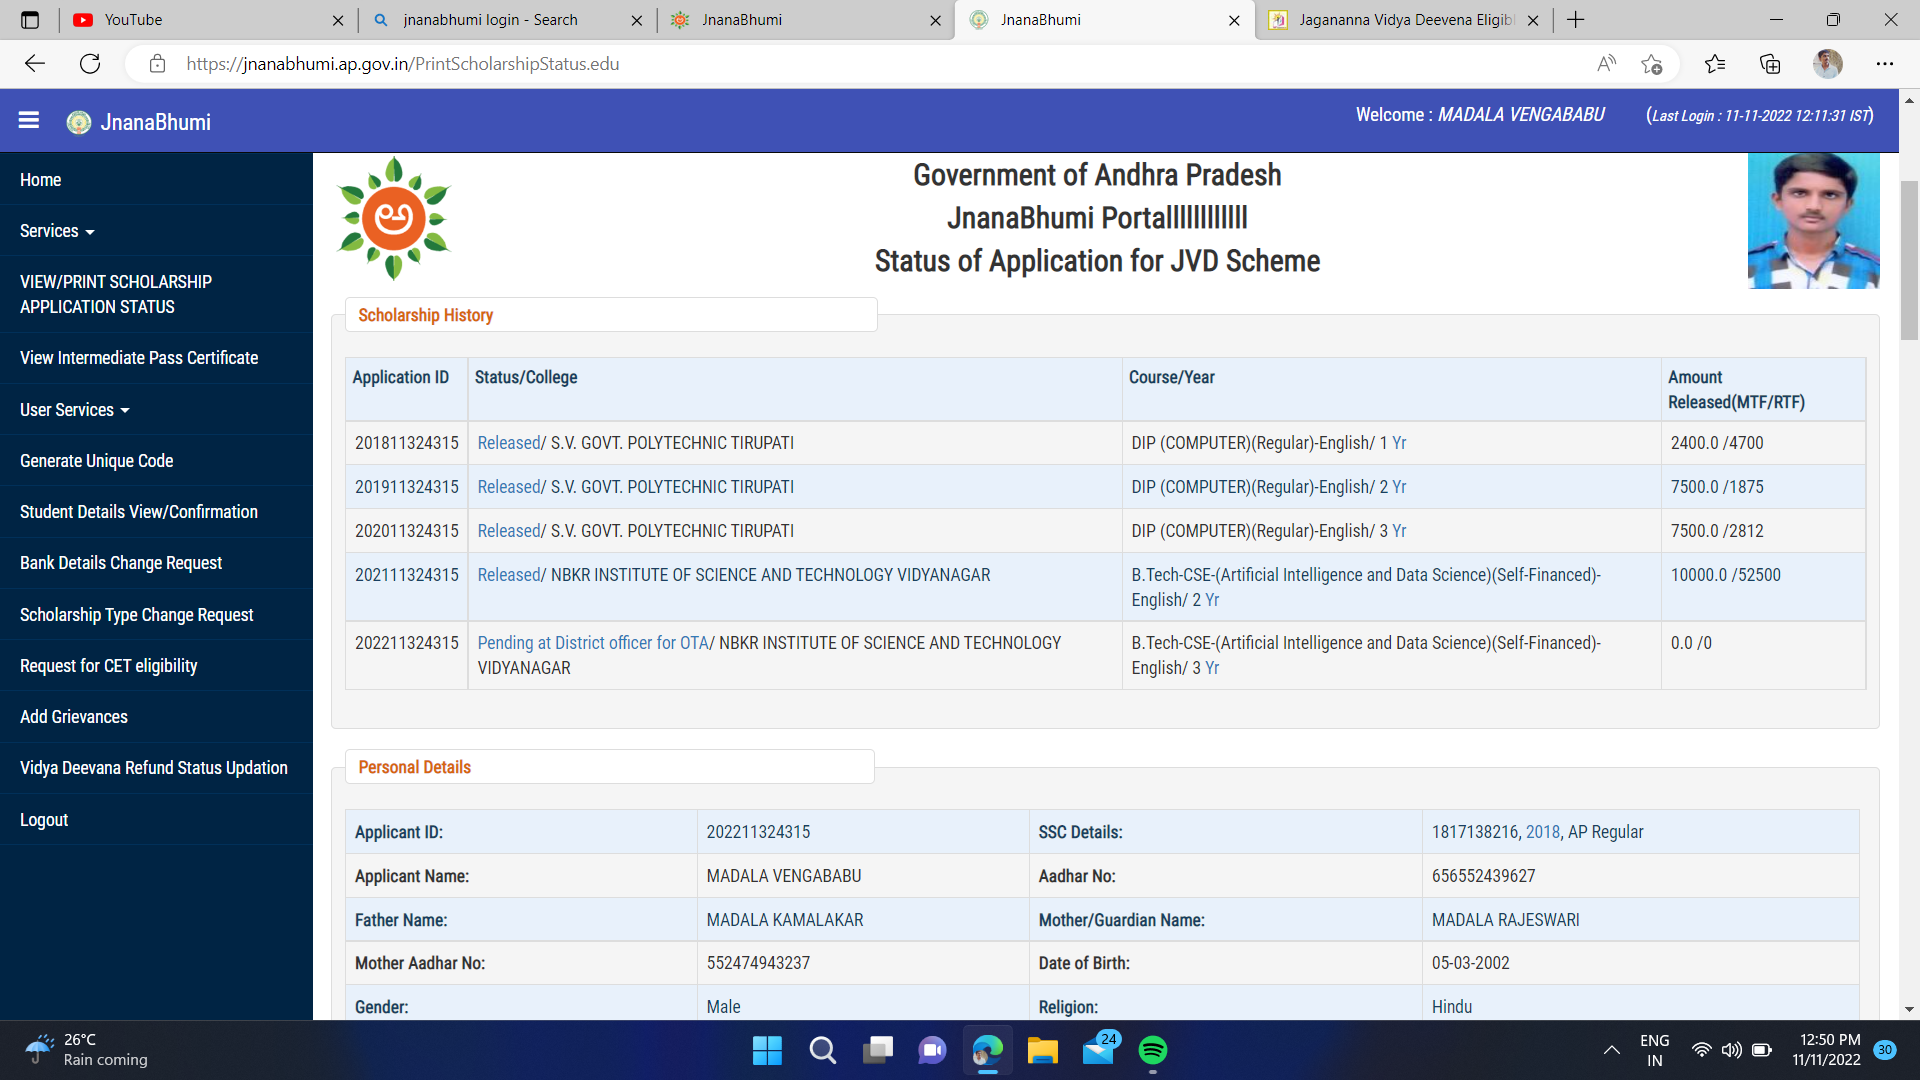 YouTube
jnanabhumi login - Search
JnanaBhumi
JnanaBhumi
Jagananna Vidya Deevena Eligibl
https://jnanabhumi.ap.gov.in/PrintScholarshipStatus.edu
JnanaBhumi
Welcome : MADALA VENGABABU (Last Login : 11-11-2022 12:11:31 IST)
Home
Services
VIEW/PRINT SCHOLARSHIP
APPLICATION STATUS
View Intermediate Pass Certificate
User Services
Generate Unique Code
Student Details View/Confirmation
Bank Details Change Request
Scholarship Type Change Request
Request for CET eligibility
Add Grievances
Vidya Deevana Refund Status Updation
Logout
అ
Government of Andhra Pradesh
JnanaBhumi Portalllllllllllll
Status of Application for JVD Scheme
Scholarship History
Application ID Status/College Course/Year Amount
Released(MTF/RTF)
201811324315 Released/ S.V. GOVT. POLYTECHNIC TIRUPATI DIP (COMPUTER)(Regular)-English/ 1 Yr 2400.0 /4700
201911324315 Released/ S.V. GOVT. POLYTECHNIC TIRUPATI DIP (COMPUTER)(Regular)-English/ 2 Yr 7500.0 /1875
202011324315 Released/ S.V. GOVT. POLYTECHNIC TIRUPATI DIP (COMPUTER)(Regular)-English/ 3 Yr 7500.0 /2812
202111324315 Released/ NBKR INSTITUTE OF SCIENCE AND TECHNOLOGY VIDYANAGAR B.Tech-CSE-(Artificial Intelligence and Data Science)(Self-Financed)- 10000.0 /52500
English/ 2 Yr
202211324315 Pending at District officer for OTA/ NBKR INSTITUTE OF SCIENCE AND TECHNOLOGY B.Tech-CSE-(Artificial Intelligence and Data Science)(Self-Financed)- 0.0 /0
VIDYANAGAR English/ 3 Yr
Personal Details
Applicant ID: 202211324315 SSC Details: 1817138216, 2018, AP Regular
Applicant Name: MADALA VENGABABU Aadhar No: 656552439627
Father Name: MADALA KAMALAKAR Mother/Guardian Name: MADALA RAJESWARI
Mother Aadhar No: 552474943237 Date of Birth: 05-03-2002
Gender: Male Religion: Hindu
26°C
Rain coming
24
ENG
IN
12:50 PM
11/11/2022
30